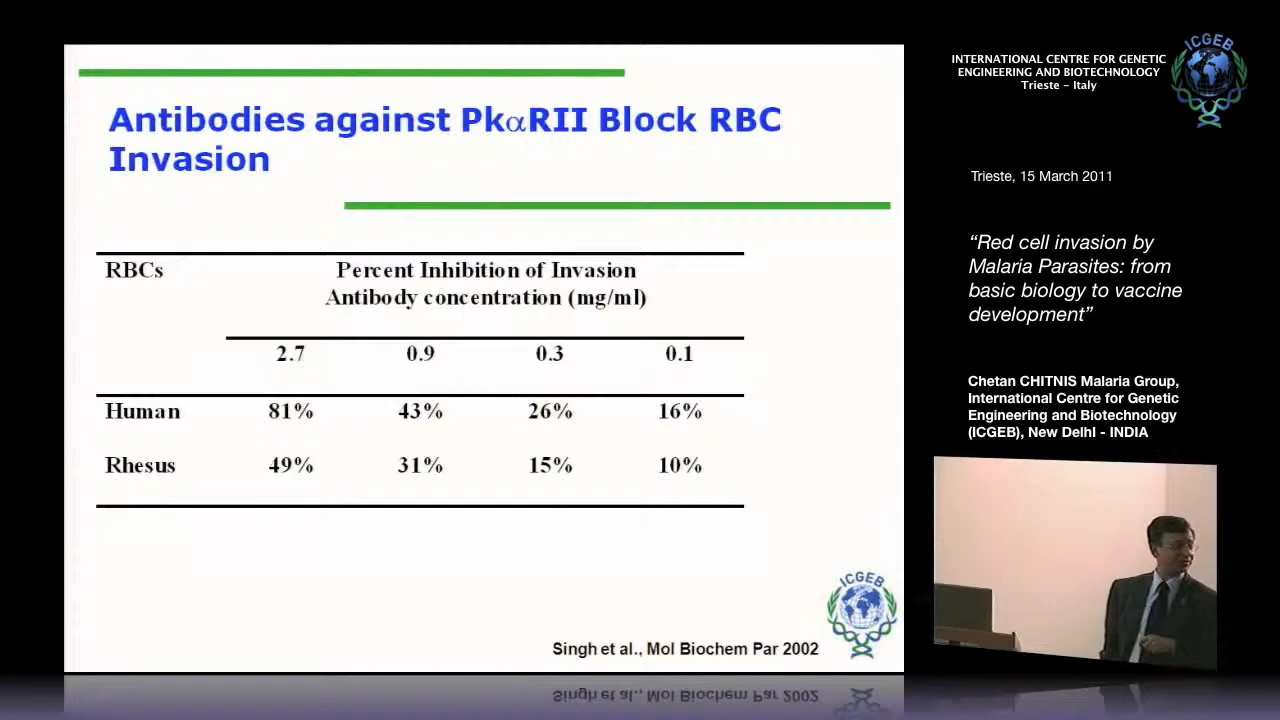 Antibodies against PkαRII Block RBC
Invasion
RBCs
Percent Inhibition of Invasion
Antibody concentration (mg/ml)
2.7 0.9 0.3 0.1
Human 81% 43% 26% 16%
Rhesus 49% 31% 15% 10%
ICGEB
Singh et al., Mol Biochem Par 2002
INTERNATIONAL CENTRE FOR GENETIC
ENGINEERING AND BIOTECHNOLOGY
Trieste - Italy
ICGEB
Trieste, 15 March 2011
“Red cell invasion by
Malaria Parasites: from
basic biology to vaccine
development”
Chetan CHITNIS Malaria Group,
International Centre for Genetic
Engineering and Biotechnology
(ICGEB), New DelhI - INDIA